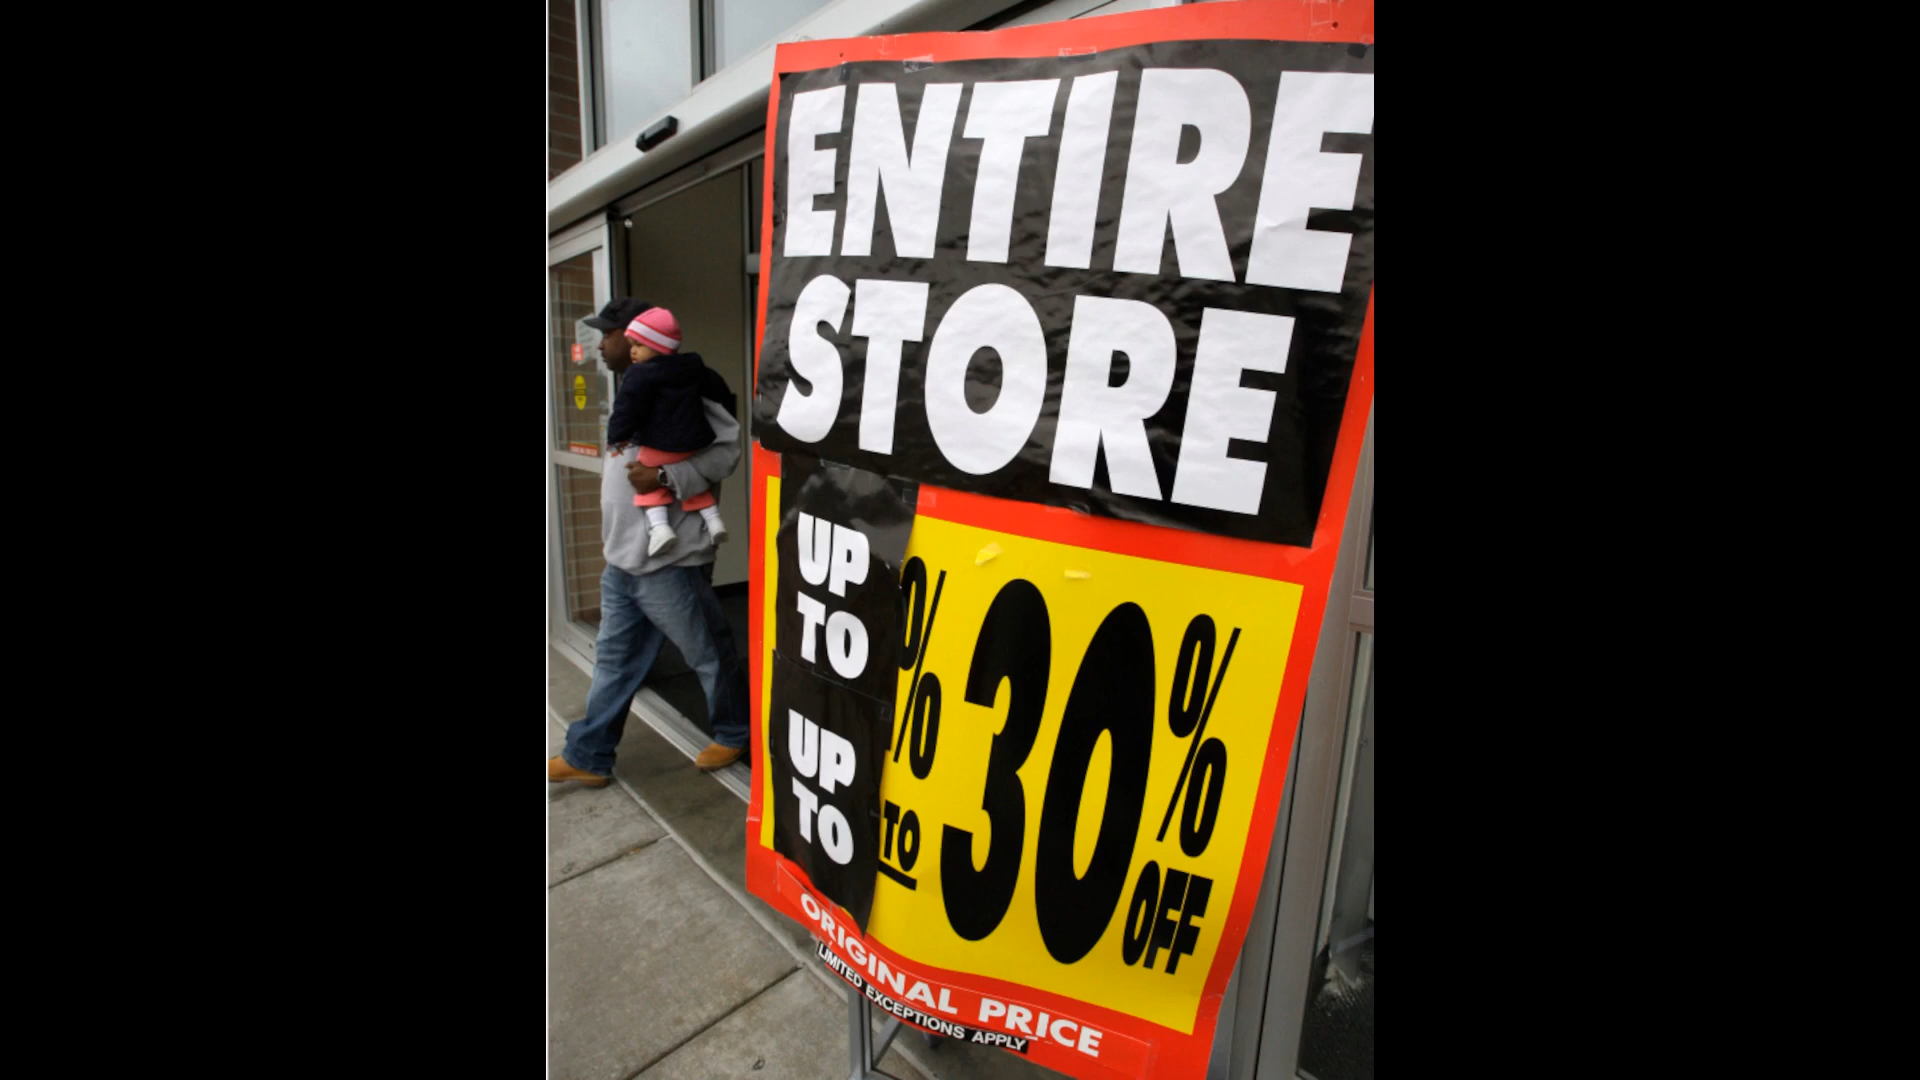 ENTIRE
STORE
UP
TO
UP
TO
% TO 30% OFF
ORIGINAL PRICE
LIMITED EXCEPTIONS APPLY